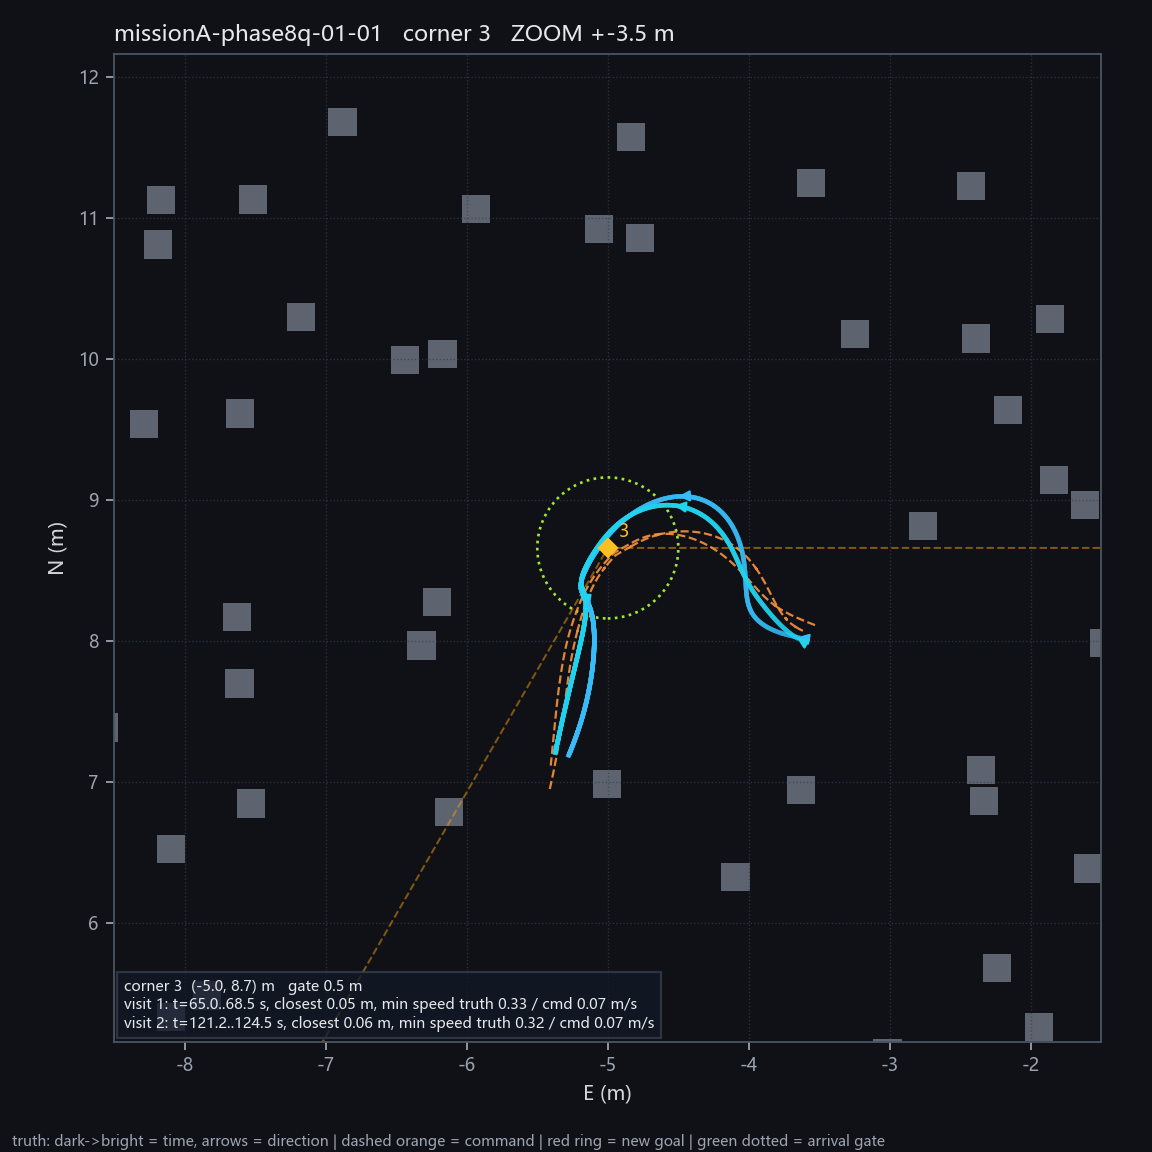 missionA-phase8q-01-01   corner 3   ZOOM +-3.5 m
12
11
10
9
8
7
6
N (m)
3
corner 3  (-5.0, 8.7) m   gate 0.5 m
visit 1: t=65.0..68.5 s, closest 0.05 m, min speed truth 0.33 / cmd 0.07 m/s
visit 2: t=121.2..124.5 s, closest 0.06 m, min speed truth 0.32 / cmd 0.07 m/s
-8 -7 -6 -5 -4 -3 -2
E (m)
truth: dark->bright = time, arrows = direction | dashed orange = command | red ring = new goal | green dotted = arrival gate